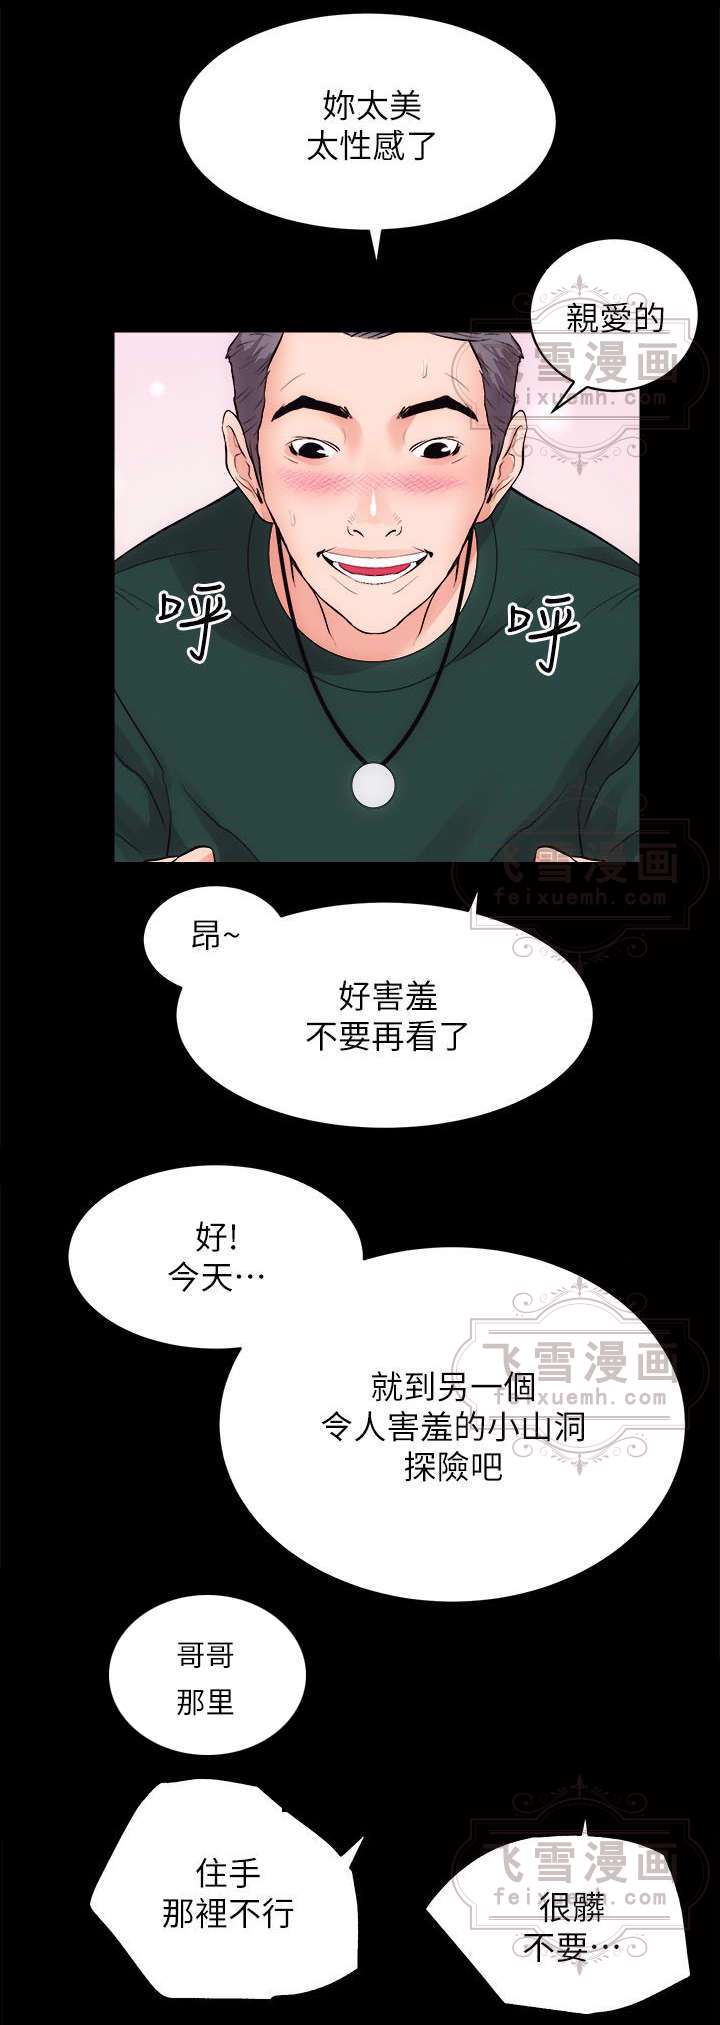 妳太美
太性感了
親愛的
飞雪漫画
feixuemh.com
呼
呼
飞雪漫画
feixuemh.com
昂~
好害羞
不要再看了
好!
今天…
飞雪漫画
feixuemh.com
就到另一個
令人害羞的小山洞
探險吧
哥哥
那里
住手
那裡不行
飞雪漫画
feixuemh.com
很髒
不要…